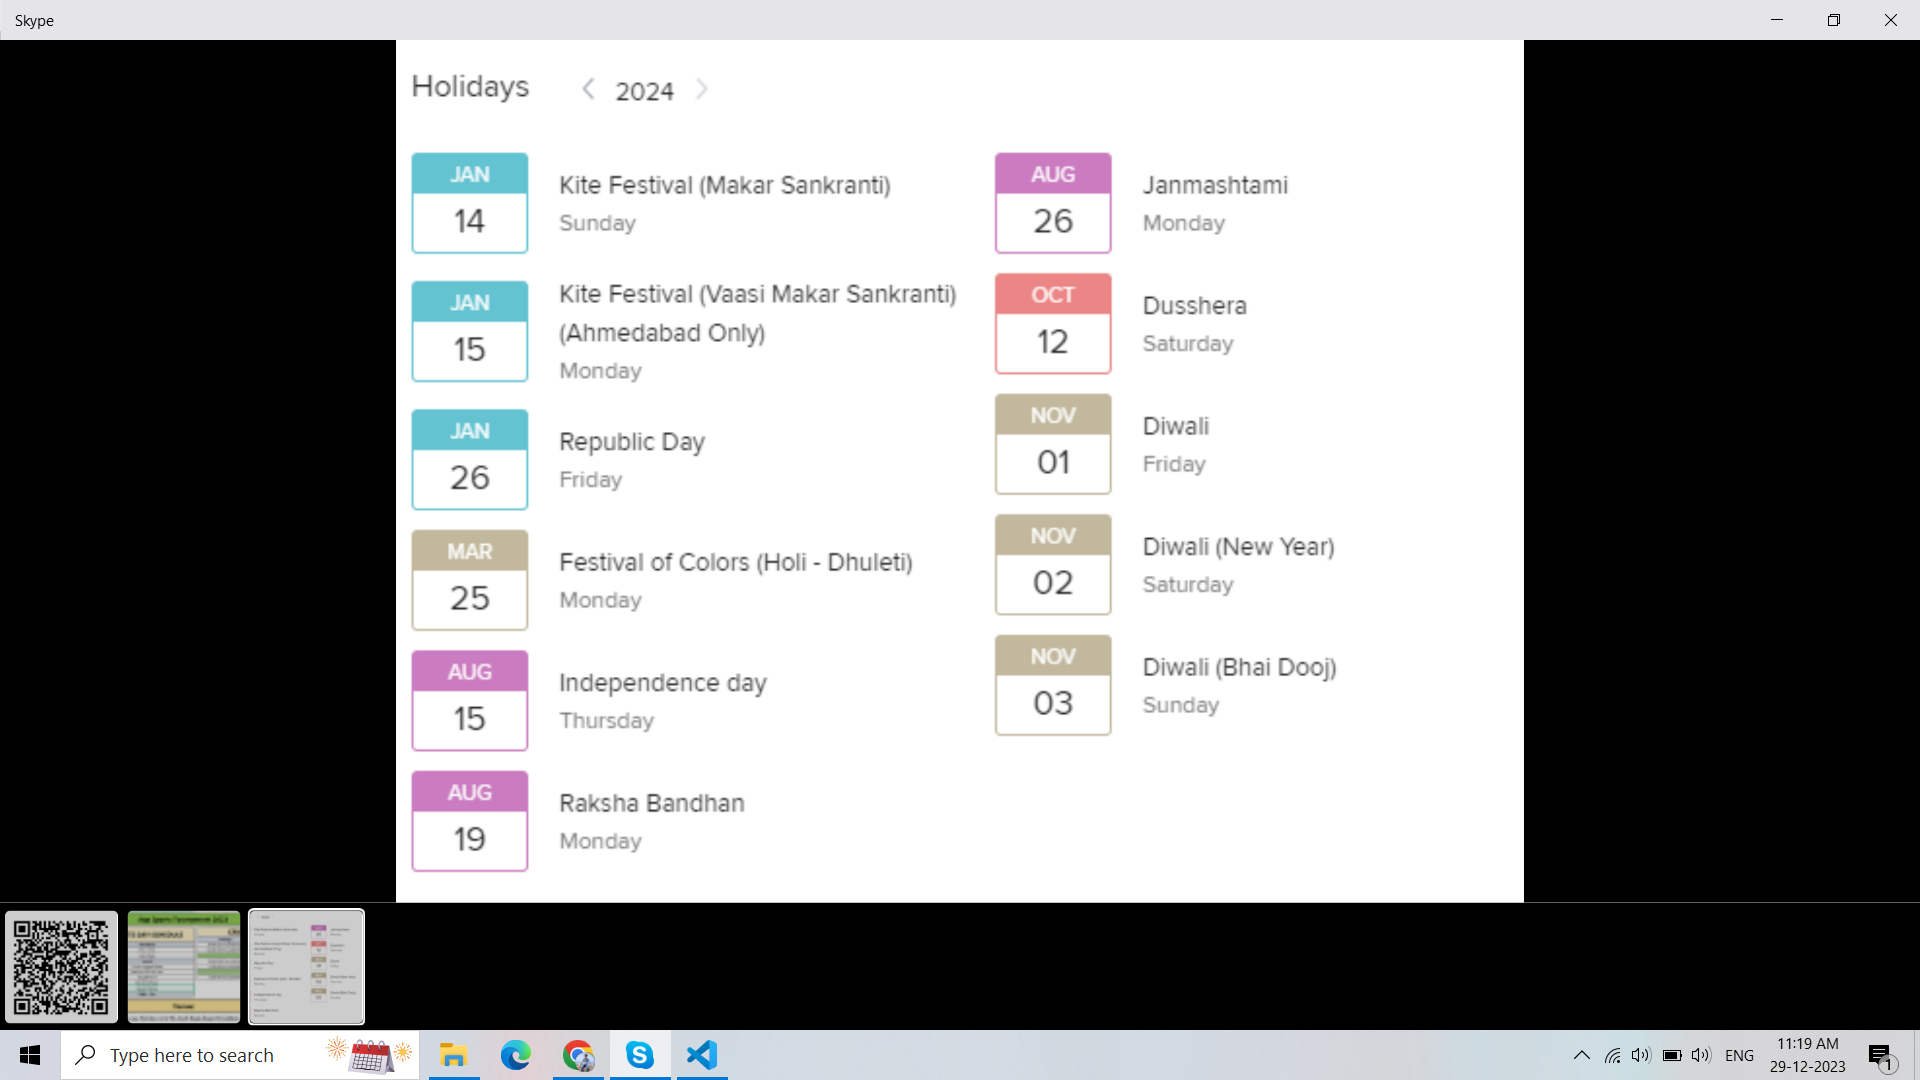 Skype
Holidays
2024
JAN
14
Kite Festival (Makar Sankranti)
Sunday
JAN
15
Kite Festival (Vaasi Makar Sankranti)
(Ahmedabad Only)
Monday
JAN
26
Republic Day
Friday
MAR
25
Festival of Colors (Holi - Dhuleti)
Monday
AUG
15
Independence day
Thursday
AUG
19
Raksha Bandhan
Monday
AUG
26
Janmashtami
Monday
OCT
12
Dusshera
Saturday
NOV
01
Diwali
Friday
NOV
02
Diwali (New Year)
Saturday
NOV
03
Diwali (Bhai Dooj)
Sunday
Type here to search
ENG
11:19 AM
29-12-2023
1